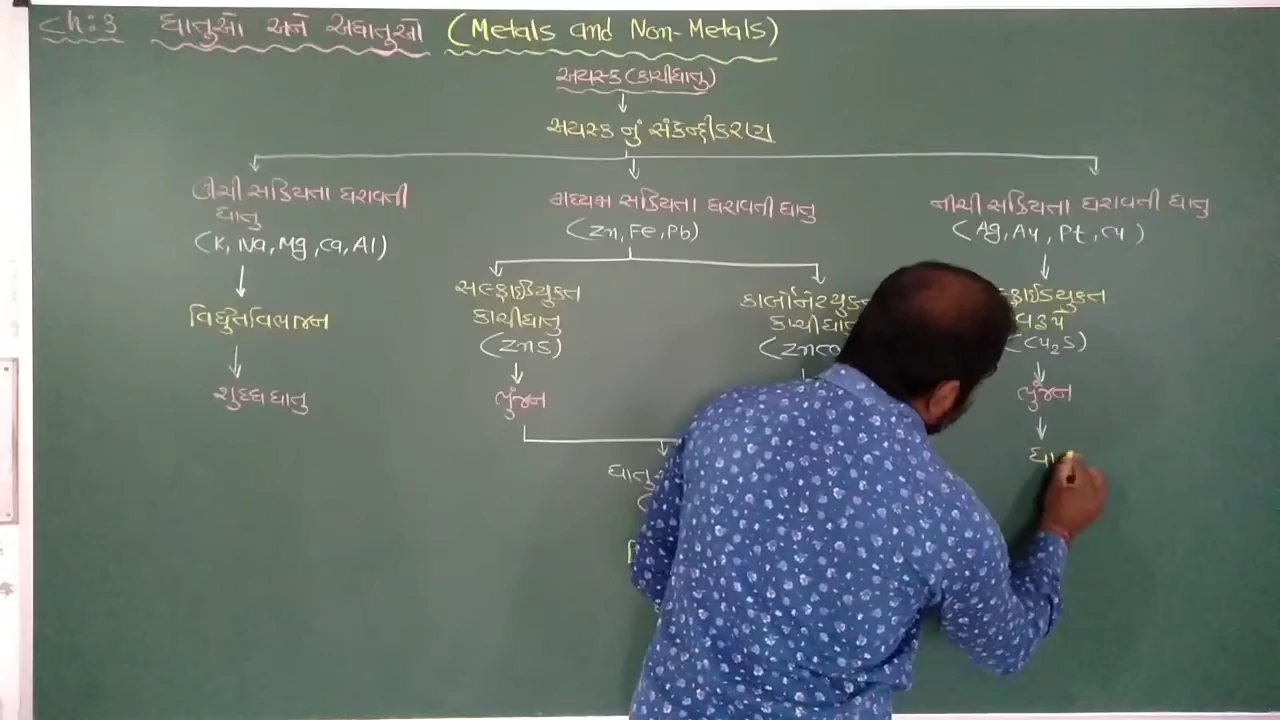 Ch:3 ધાતુઓ અને અધાતુઓ (Metals and Non-Metals)
અયસ્ક (કાચીધાતુ)
અયસ્ક નું સંકેન્દ્રીકરણ
ઊંચી સક્રિયતા ધરાવતી
ધાતુ
(K, Na, Mg, Ca, Al)
વિદ્યુતવિભાજન
શુધ્ધ ધાતુ
મધ્યમ સક્રિયતા ધરાવતી ધાતુ
(Zn, Fe, Pb)
સલ્ફાઈડયુક્ત
કાચીધાતુ
(ZnS)
ભુંજન
કાર્બોનેટયુક્ત
કાચીધાતુ
(ZnCO
ધાતુ
નીચી સક્રિયતા ધરાવતી ધાતુ
(Ag, Au, Pt, Cu)
(Cu2S)
ભુંજન
ધા